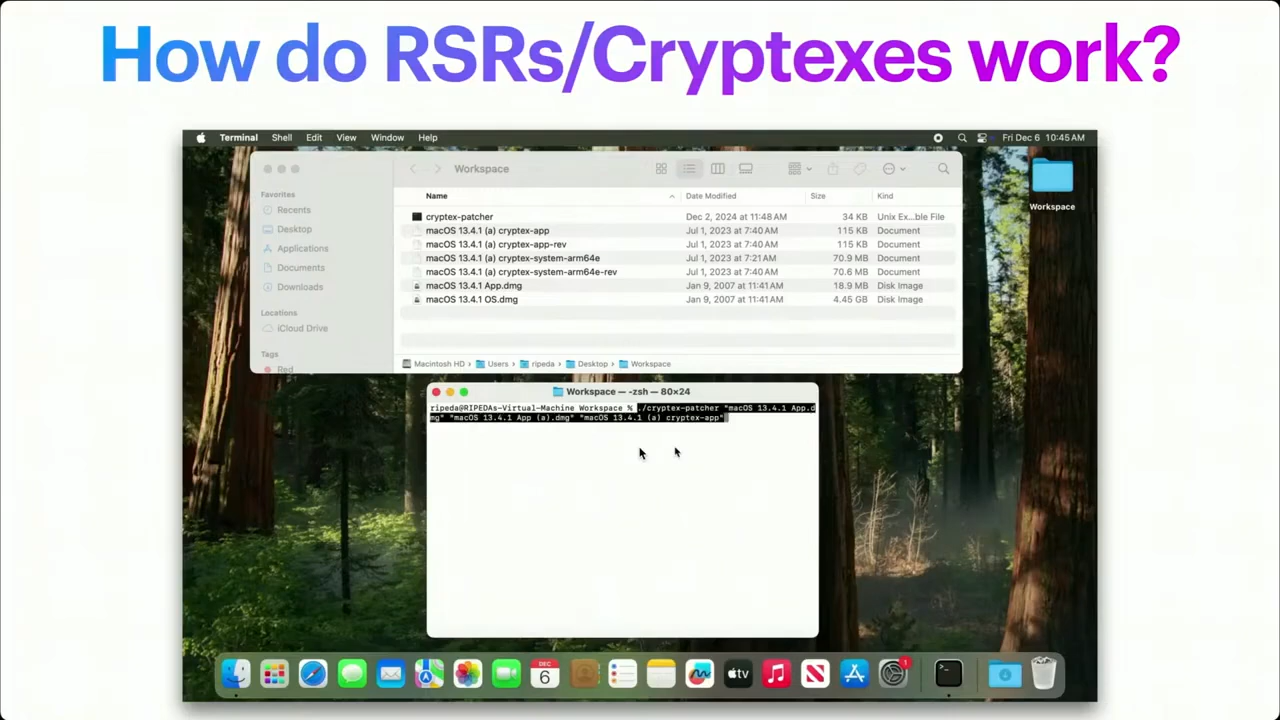 How do RSRs/Cryptexes work?
Terminal Shell Edit View Window Help Fri Dec 6 10:45 AM
Workspace
Workspace
Favorites
Recents
Desktop
Applications
Documents
Downloads
Locations
iCloud Drive
Tags
Red
Name Date Modified Size Kind
cryptex-patcher Dec 2, 2024 at 11:48 AM 34 KB Unix Ex...ble File
macOS 13.4.1 (a) cryptex-app Jul 1, 2023 at 7:40 AM 115 KB Document
macOS 13.4.1 (a) cryptex-app-rev Jul 1, 2023 at 7:40 AM 115 KB Document
macOS 13.4.1 (a) cryptex-system-arm64e Jul 1, 2023 at 7:21 AM 70.9 MB Document
macOS 13.4.1 (a) cryptex-system-arm64e-rev Jul 1, 2023 at 7:40 AM 70.6 MB Document
macOS 13.4.1 App.dmg Jan 9, 2007 at 11:41 AM 18.9 MB Disk Image
macOS 13.4.1 OS.dmg Jan 9, 2007 at 11:41 AM 4.45 GB Disk Image
Macintosh HD › Users › ripeda › Desktop › Workspace
Workspace — -zsh — 80×24
ripeda@RIPEDAs-Virtual-Machine Workspace % ./cryptex-patcher "macOS 13.4.1 App.d
mg" "macOS 13.4.1 App (a).dmg" "macOS 13.4.1 (a) cryptex-app"
DEC
6
tv
1